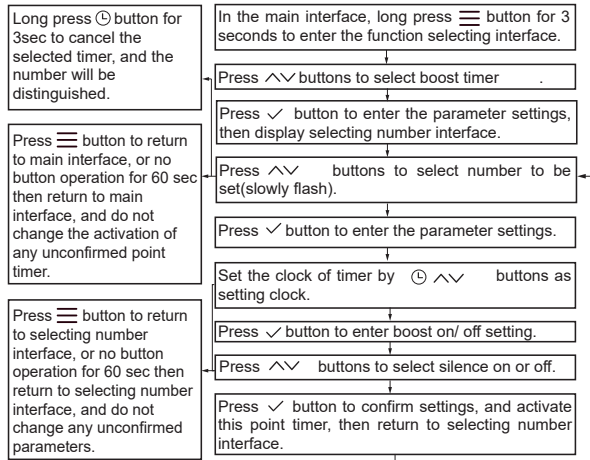 Long press button for
3sec to cancel the
selected timer, and the
number will be
distinguished.
Press button to return
to main interface, or no
button operation for 60 sec
then return to main
interface, and do not
change the activation of
any unconfirmed point
timer.
Press button to return
to selecting number
interface, or no button
operation for 60 sec then
return to selecting number
interface, and do not
change any unconfirmed
parameters.
In the main interface, long press button for 3
seconds to enter the function selecting interface.
Press buttons to select boost timer .
Press ✓ button to enter the parameter settings,
then display selecting number interface.
Press buttons to select number to be
set(slowly flash).
Press ✓ button to enter the parameter settings.
Set the clock of timer by buttons as
setting clock.
Press ✓ button to enter boost on/ off setting.
Press buttons to select silence on or off.
Press ✓ button to confirm settings, and activate
this point timer, then return to selecting number
interface.